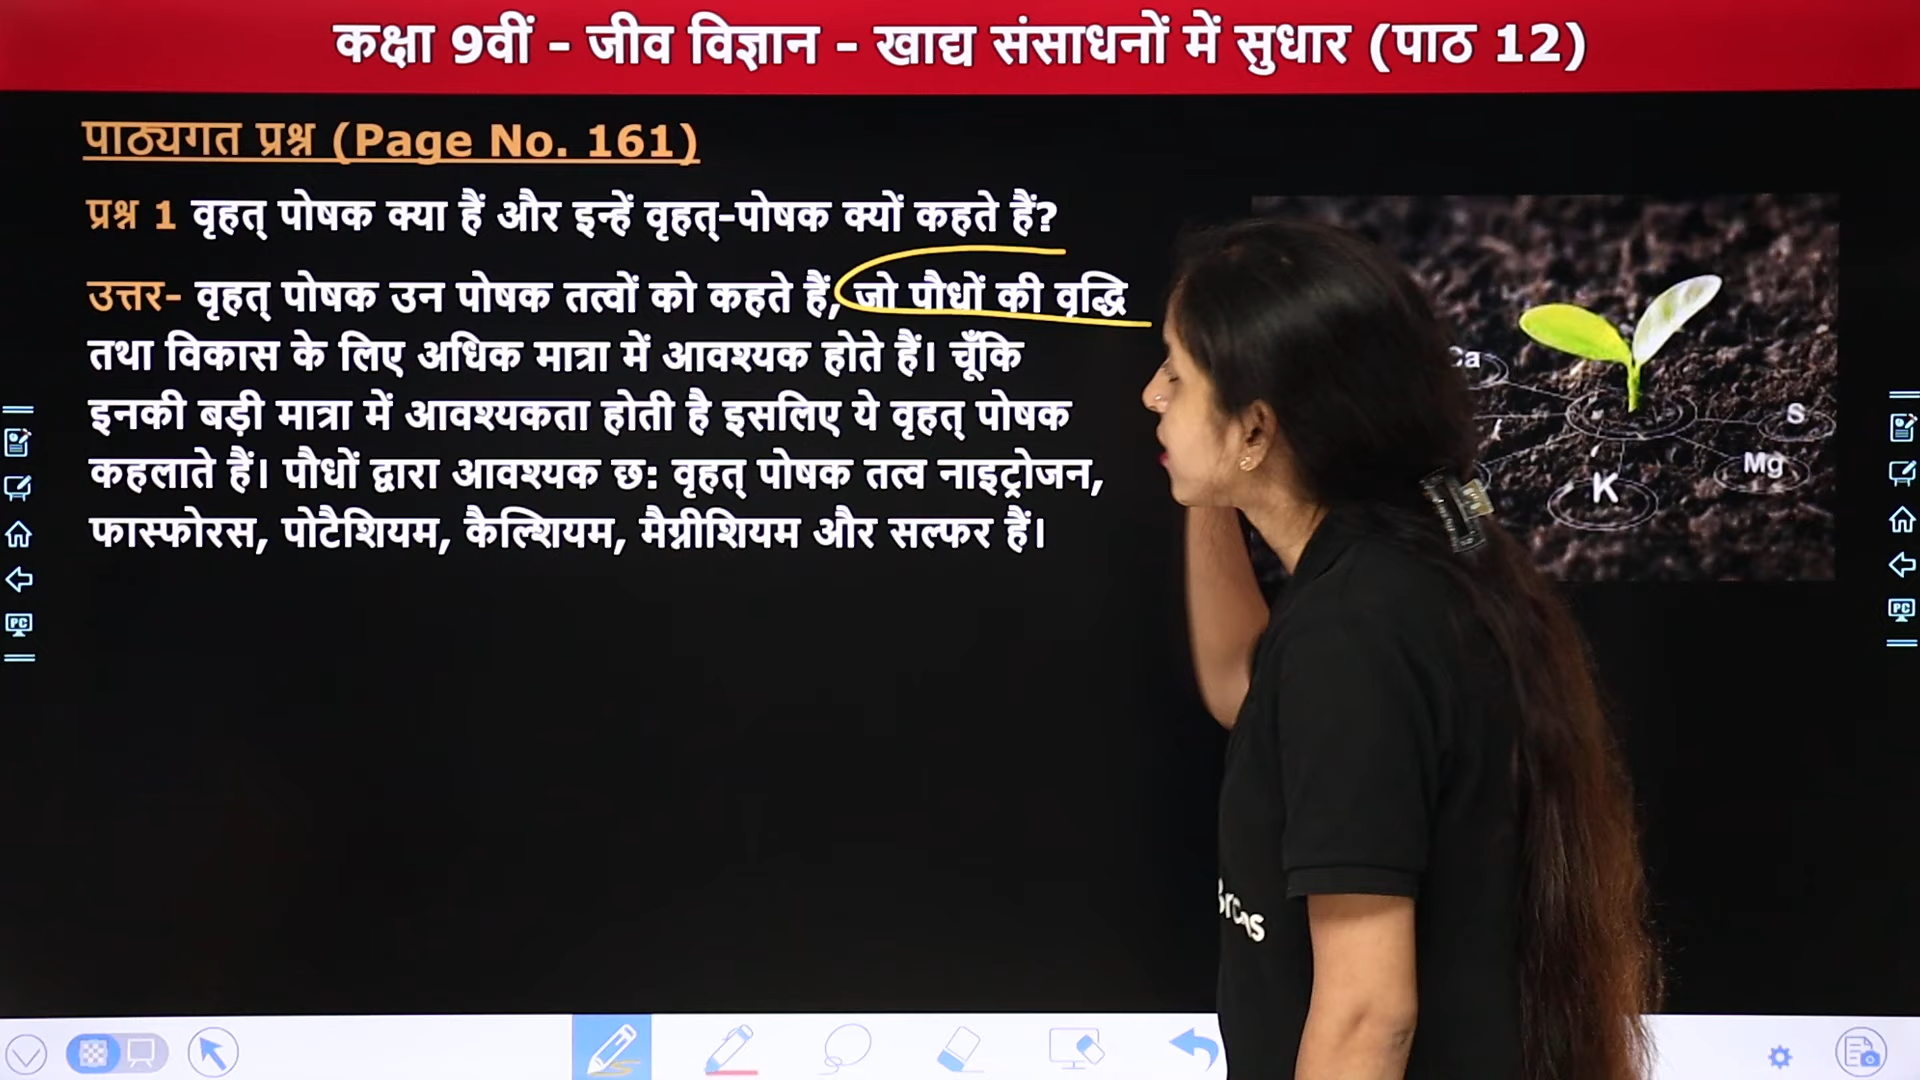 कक्षा 9वीं - जीव विज्ञान - खाद्य संसाधनों में सुधार (पाठ 12)
पाठ्यगत प्रश्न (Page No. 161)
प्रश्न 1 वृहत् पोषक क्या हैं और इन्हें वृहत्-पोषक क्यों कहते हैं?
उत्तर- वृहत् पोषक उन पोषक तत्वों को कहते हैं, जो पौधों की वृद्धि
तथा विकास के लिए अधिक मात्रा में आवश्यक होते हैं। चूँकि
इनकी बड़ी मात्रा में आवश्यकता होती है इसलिए ये वृहत् पोषक
कहलाते हैं। पौधों द्वारा आवश्यक छ: वृहत् पोषक तत्व नाइट्रोजन,
फास्फोरस, पोटैशियम, कैल्शियम, मैग्नीशियम और सल्फर हैं।
Ca
S
Mg
K
PC
PC